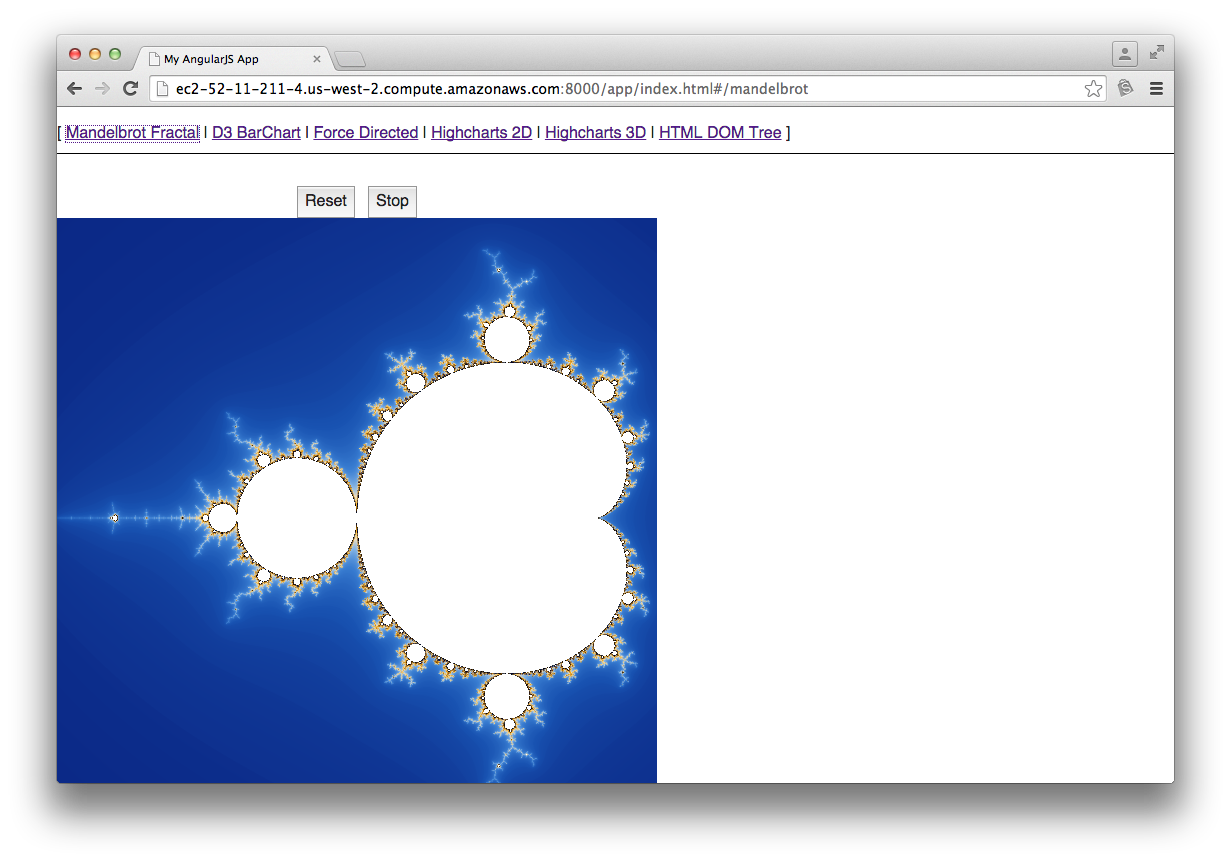 My AngularJS App
ec2-52-11-211-4.us-west-2.compute.amazonaws.com:8000/app/index.html#/mandelbrot
[ Mandelbrot Fractal | D3 BarChart | Force Directed | Highcharts 2D | Highcharts 3D | HTML DOM Tree ]
Reset Stop